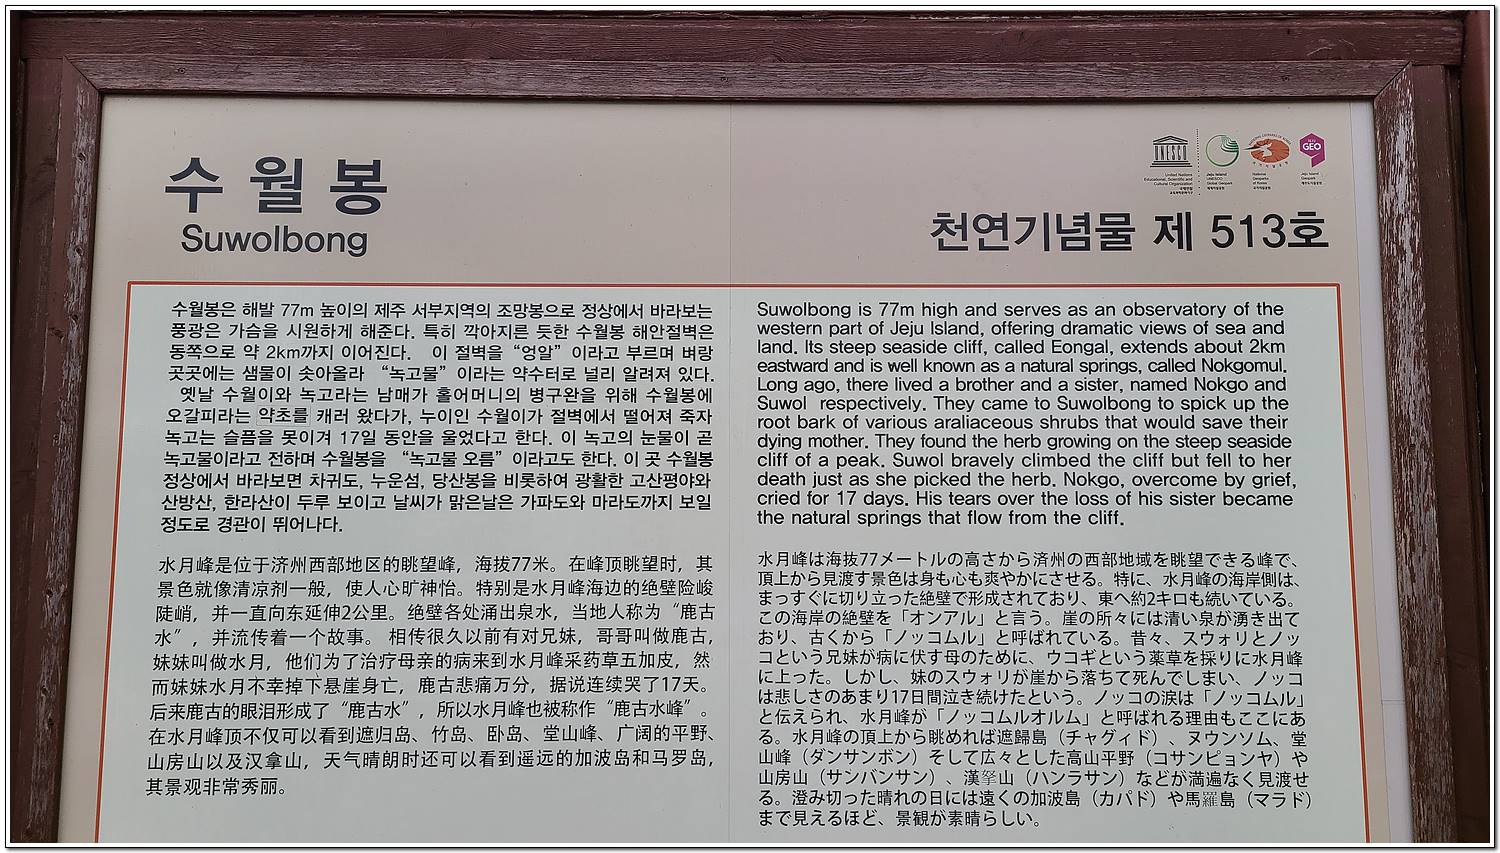 수월봉
Suwolbong
UNESCO
United Nations
Educational, Scientific and
Cultural Organization
Jeju Island
UNESCO
Global Geopark
National
Geoparks
of Korea
GEO
Jeju Island
Geopark
천연기념물 제 513호
수월봉은 해발 77m 높이의 제주 서부지역의 조망봉으로 정상에서 바라보는
풍광은 가슴을 시원하게 해준다. 특히 깍아지른 듯한 수월봉 해안절벽은
동쪽으로 약 2km까지 이어진다. 이 절벽을 “엉알” 이라고 부르며 벼랑
곳곳에는 샘물이 솟아올라 “녹고물” 이라는 약수터로 널리 알려져 있다.
옛날 수월이와 녹고라는 남매가 홀어머니의 병구완을 위해 수월봉에
오갈피라는 약초를 캐러 왔다가, 누이인 수월이가 절벽에서 떨어져 죽자
녹고는 슬픔을 못이겨 17일 동안을 울었다고 한다. 이 녹고의 눈물이 곧
녹고물이라고 전하며 수월봉을 “녹고물 오름” 이라고도 한다. 이 곳 수월봉
정상에서 바라보면 차귀도, 누운섬, 당산봉을 비롯하여 광활한 고산평야와
산방산, 한라산이 두루 보이고 날씨가 맑은날은 가파도와 마라도까지 보일
정도로 경관이 뛰어나다.
Suwolbong is 77m high and serves as an observatory of the
western part of Jeju Island, offering dramatic views of sea and
land. Its steep seaside cliff, called Eongal, extends about 2km
eastward and is well known as a natural springs, called Nokgomul.
Long ago, there lived a brother and a sister, named Nokgo and
Suwol respectively. They came to Suwolbong to spick up the
root bark of various araliaceous shrubs that would save their
dying mother. They found the herb growing on the steep seaside
cliff of a peak. Suwol bravely climbed the cliff but fell to her
death just as she picked the herb. Nokgo, overcome by grief,
cried for 17 days. His tears over the loss of his sister became
the natural springs that flow from the cliff.
水月峰是位于济州西部地区的眺望峰，海拔77米。在峰顶眺望时，其
景色就像清凉剂一般，使人心旷神怡。特别是水月峰海边的绝壁险峻
陡峭，并一直向东延伸2公里。绝壁各处涌出泉水，当地人称为“鹿古
水”，并流传着一个故事。 相传很久以前有对兄妹，哥哥叫做鹿古，
妹妹叫做水月，他们为了治疗母亲的病来到水月峰采药草五加皮，然
而妹妹水月不幸掉下悬崖身亡，鹿古悲痛万分，据说连续哭了17天。
后来鹿古的眼泪形成了“鹿古水”，所以水月峰也被称作“鹿古水峰”。
在水月峰顶不仅可以看到遮归岛、竹岛、卧岛、堂山峰、广阔的平野、
山房山以及汉拿山，天气晴朗时还可以看到遥远的加波岛和马罗岛，
其景观非常秀丽。
水月峰は海抜77メートルの高さから済州の西部地域を眺望できる峰で、
頂上から見渡す景色は身も心も爽やかにさせる。特に、水月峰の海岸側は、
まっすぐに切り立った絶壁で形成されており、東へ約2キロも続いている。
この海岸の絶壁を「オンアル」と言う。崖の所々には清い泉が湧き出て
おり、古くから「ノッコムル」と呼ばれている。昔々、スウォリとノッ
コという兄妹が病に伏す母のために、ウコギという薬草を採りに水月峰
に上った。しかし、妹のスウォリが崖から落ちて死んでしまい、ノッコ
は悲しさのあまり17日間泣き続けたという。ノッコの涙は「ノッコムル」
と伝えられ、水月峰が「ノッコムルオルム」と呼ばれる理由もここにあ
る。水月峰の頂上から眺めれば遮帰島（チャグィド）、ヌウンソム、堂
山峰（ダンサンボン）そして広々とした高山平野（コサンピョンヤ）や
山房山（サンバンサン）、漢拏山（ハンラサン）などが満遍なく見渡せ
る。澄み切った晴れの日には遠くの加波島（カパド）や馬羅島（マラド）
まで見えるほど、景観が素晴らしい。